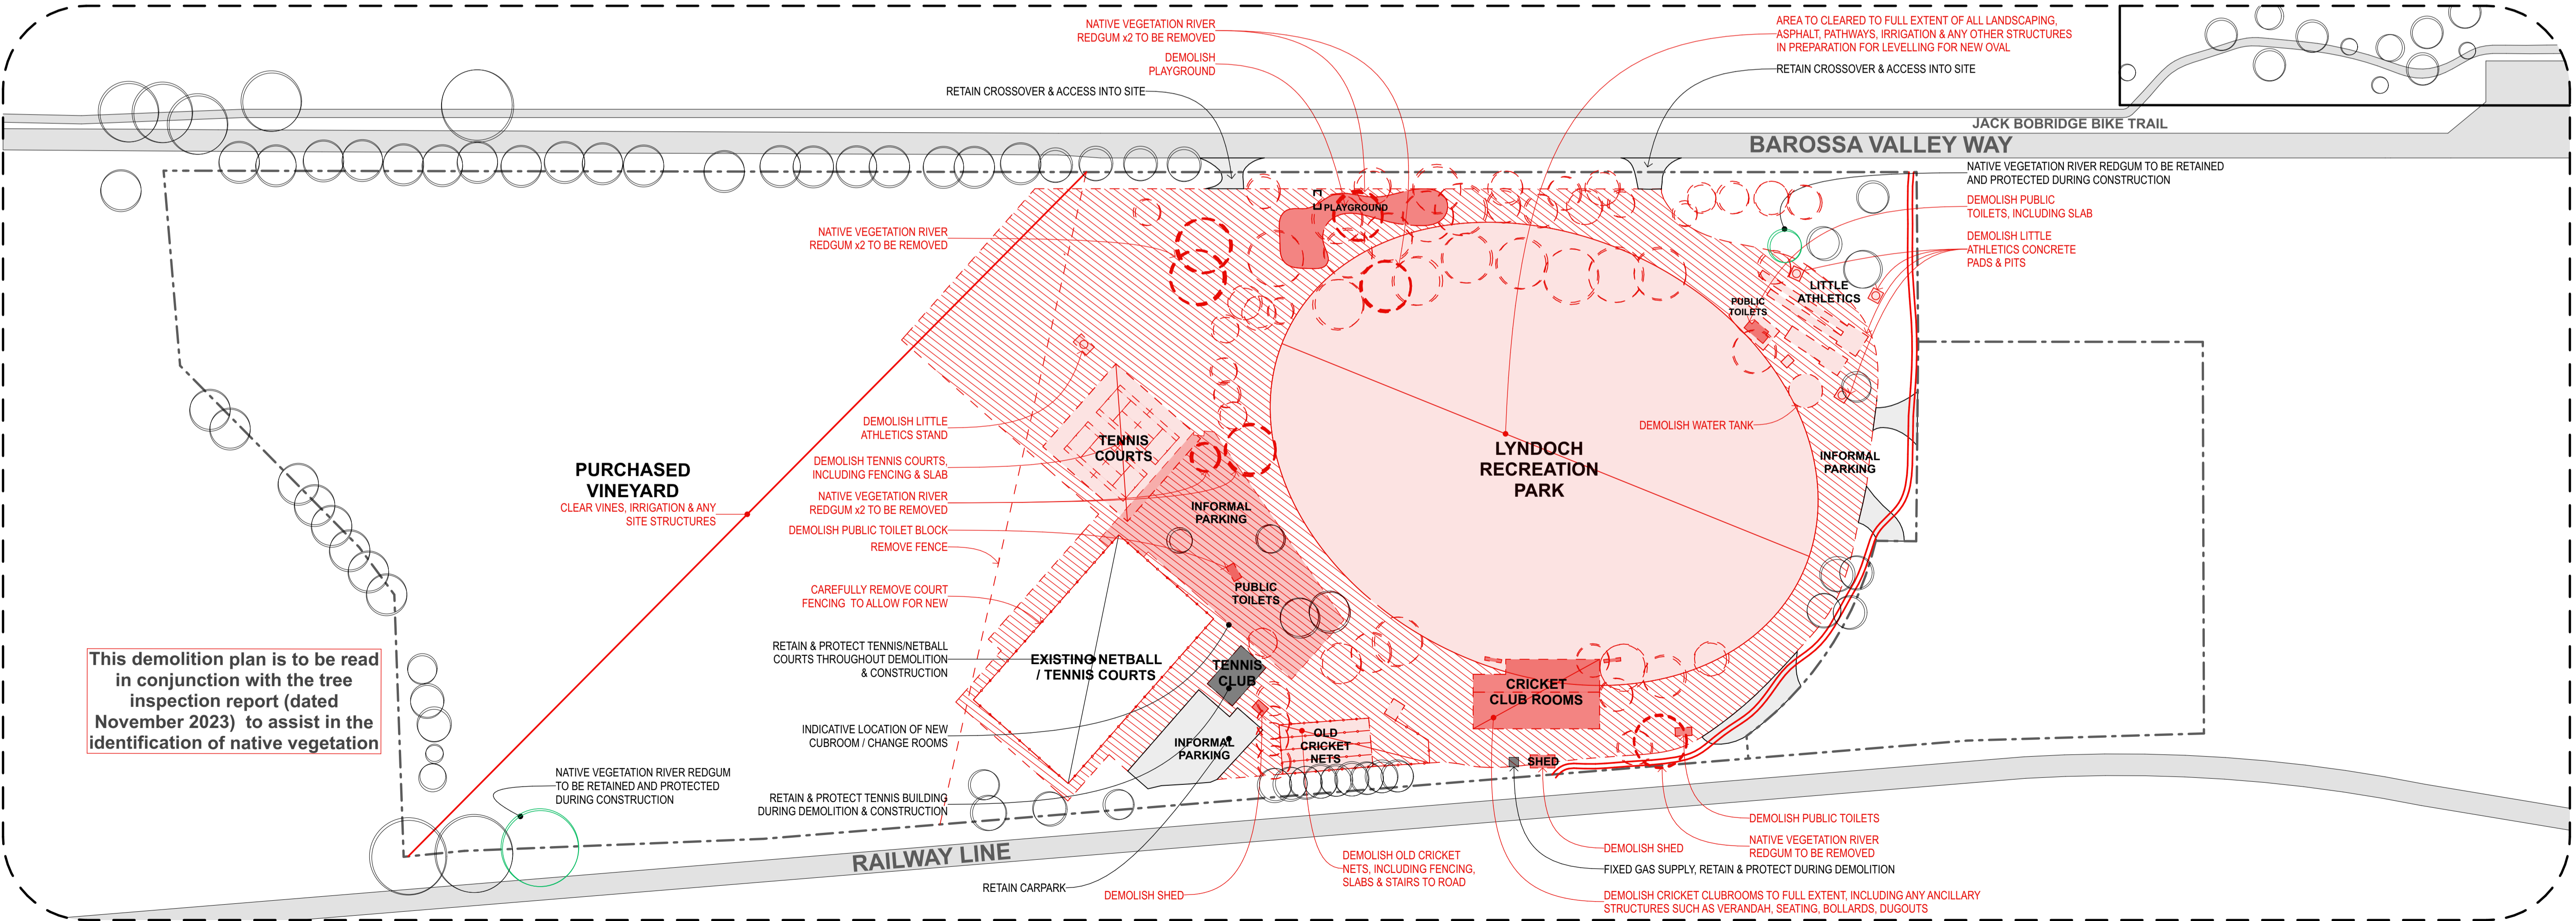 NATIVE VEGETATION RIVER
REDGUM x2 TO BE REMOVED
DEMOLISH
PLAYGROUND
RETAIN CROSSOVER & ACCESS INTO SITE
AREA TO CLEARED TO FULL EXTENT OF ALL LANDSCAPING,
ASPHALT, PATHWAYS, IRRIGATION & ANY OTHER STRUCTURES
IN PREPARATION FOR LEVELLING FOR NEW OVAL
RETAIN CROSSOVER & ACCESS INTO SITE
JACK BOBRIDGE BIKE TRAIL
BAROSSA VALLEY WAY
NATIVE VEGETATION RIVER REDGUM TO BE RETAINED
AND PROTECTED DURING CONSTRUCTION
DEMOLISH PUBLIC
TOILETS, INCLUDING SLAB
DEMOLISH LITTLE
ATHLETICS CONCRETE
PADS & PITS
PLAYGROUND
NATIVE VEGETATION RIVER
REDGUM x2 TO BE REMOVED
LITTLE
ATHLETICS
PUBLIC
TOILETS
DEMOLISH LITTLE
ATHLETICS STAND
DEMOLISH WATER TANK
TENNIS
COURTS
LYNDOCH
RECREATION
PARK
INFORMAL
PARKING
PURCHASED
VINEYARD
CLEAR VINES, IRRIGATION & ANY
SITE STRUCTURES
DEMOLISH TENNIS COURTS,
INCLUDING FENCING & SLAB
NATIVE VEGETATION RIVER
REDGUM x2 TO BE REMOVED
INFORMAL
PARKING
DEMOLISH PUBLIC TOILET BLOCK
REMOVE FENCE
CAREFULLY REMOVE COURT
FENCING TO ALLOW FOR NEW
PUBLIC
TOILETS
RETAIN & PROTECT TENNIS/NETBALL
COURTS THROUGHOUT DEMOLITION
& CONSTRUCTION
EXISTING NETBALL
/ TENNIS COURTS
TENNIS
CLUB
CRICKET
CLUB ROOMS
This demolition plan is to be read
in conjunction with the tree
inspection report (dated
November 2023) to assist in the
identification of native vegetation
INDICATIVE LOCATION OF NEW
CUBROOM / CHANGE ROOMS
INFORMAL
PARKING
OLD
CRICKET
NETS
SHED
NATIVE VEGETATION RIVER REDGUM
TO BE RETAINED AND PROTECTED
DURING CONSTRUCTION
RETAIN & PROTECT TENNIS BUILDING
DURING DEMOLITION & CONSTRUCTION
RAILWAY LINE
RETAIN CARPARK
DEMOLISH SHED
DEMOLISH OLD CRICKET
NETS, INCLUDING FENCING,
SLABS & STAIRS TO ROAD
DEMOLISH PUBLIC TOILETS
NATIVE VEGETATION RIVER
REDGUM TO BE REMOVED
DEMOLISH SHED
FIXED GAS SUPPLY, RETAIN & PROTECT DURING DEMOLITION
DEMOLISH CRICKET CLUBROOMS TO FULL EXTENT, INCLUDING ANY ANCILLARY
STRUCTURES SUCH AS VERANDAH, SEATING, BOLLARDS, DUGOUTS